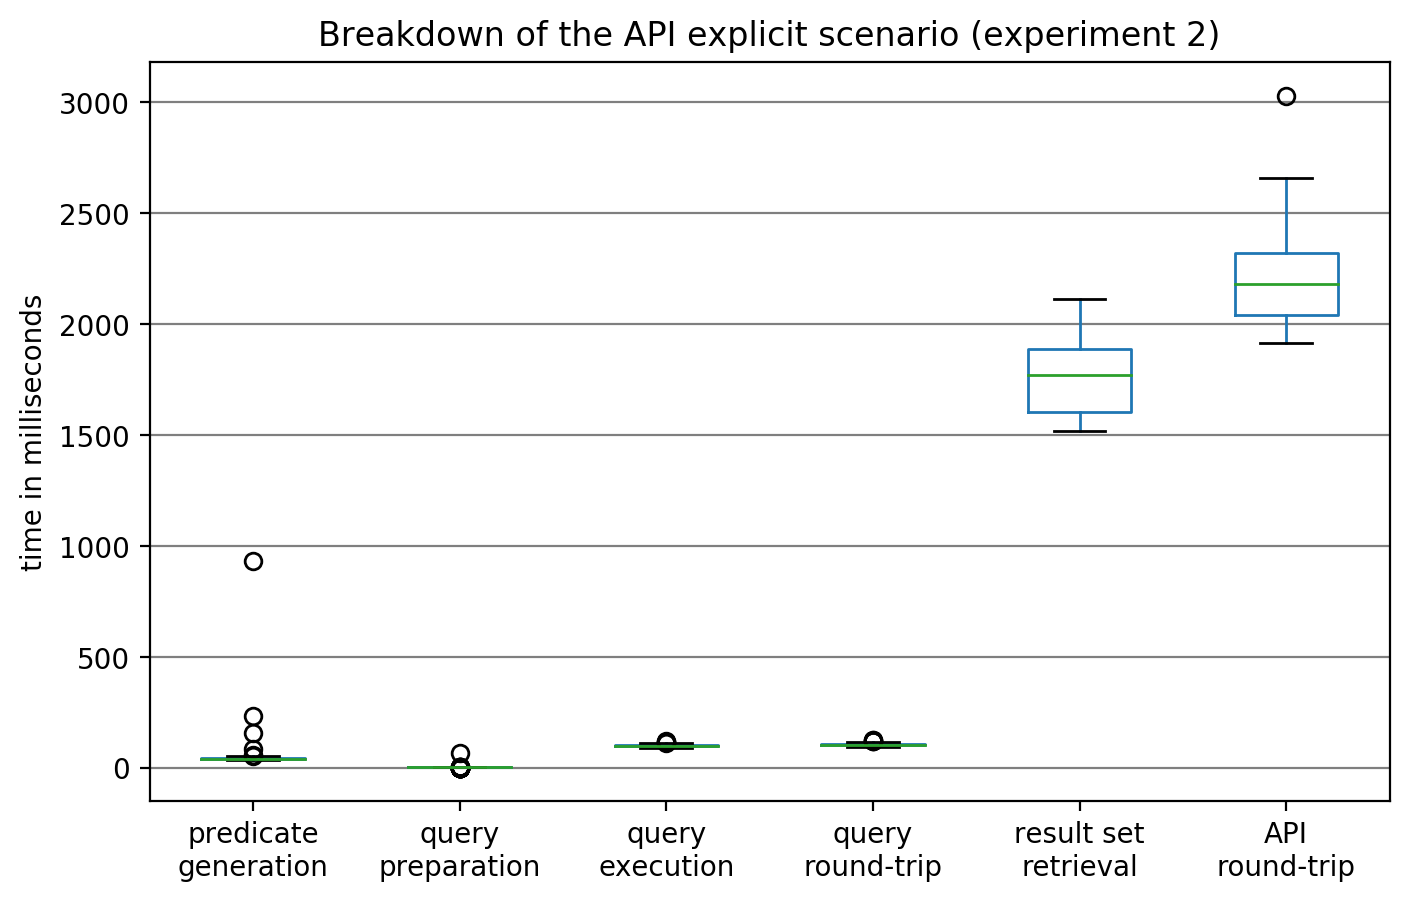 Breakdown of the API explicit scenario (experiment 2)
time in milliseconds
3000
2500
2000
1500
1000
500
0
predicate
generation
query
preparation
query
execution
query
round-trip
result set
retrieval
API
round-trip